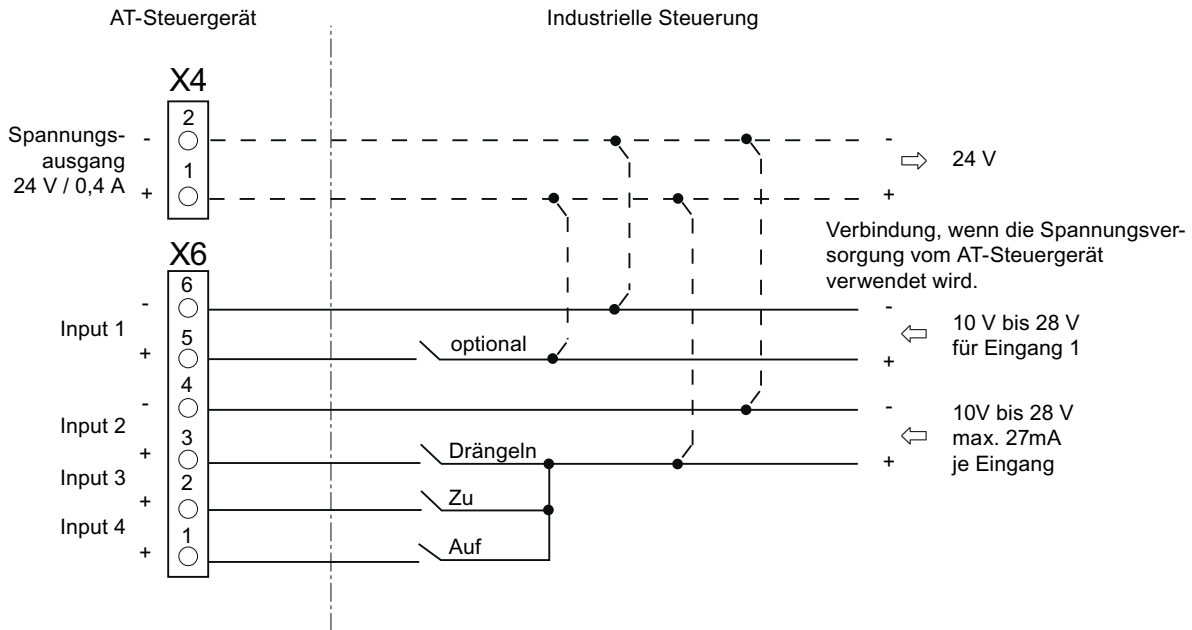 AT-Steuergerät
Industrielle Steuerung
X4
2
Spannungs-
ausgang
24 V / 0,4 A
-
+
1
-
+
24 V
Verbindung, wenn die Spannungsver-
sorgung vom AT-Steuergerät
verwendet wird.
X6
6
-
Input 1
+
5
optional
-
+
10 V bis 28 V
für Eingang 1
4
-
Input 2
+
3
Drängeln
-
+
10V bis 28 V
max. 27mA
je Eingang
Input 3
+
2
Zu
Input 4
+
1
Auf